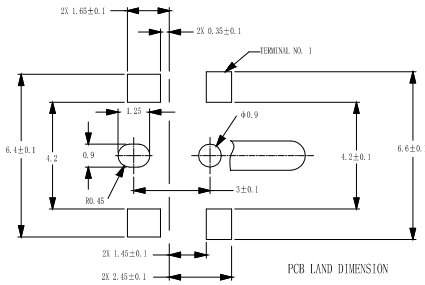 2X 1.65±0.1
2X 0.35±0.1
TERMINAL NO. 1
1.25
ϕ0.9
6.4±0.1
4.2
0.9
4.2±0.1
6.6±0.1
R0.45
3±0.1
2X 1.45±0.1
2X 2.45±0.1
PCB LAND DIMENSION